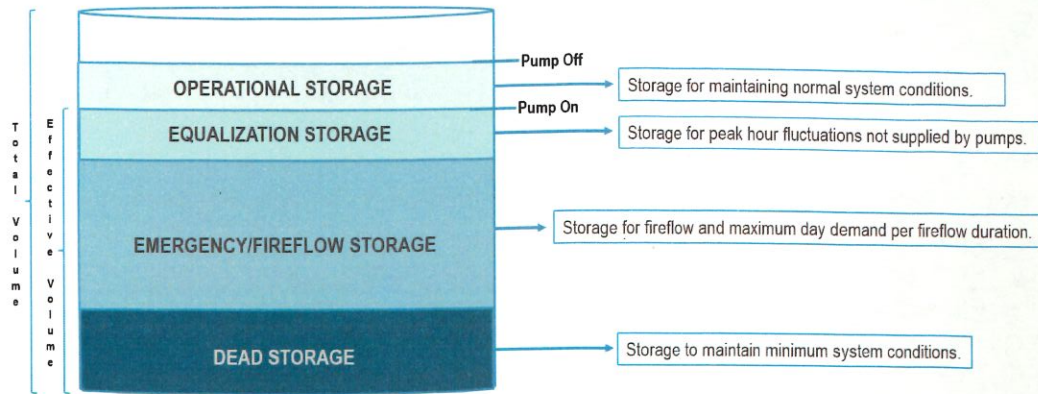 Pump Off
OPERATIONAL STORAGE
Storage for maintaining normal system conditions.
Pump On
EQUALIZATION STORAGE
Storage for peak hour fluctuations not supplied by pumps.
Total Volume
Effective Volume
EMERGENCY/FIREFLOW STORAGE
Storage for fireflow and maximum day demand per fireflow duration.
DEAD STORAGE
Storage to maintain minimum system conditions.